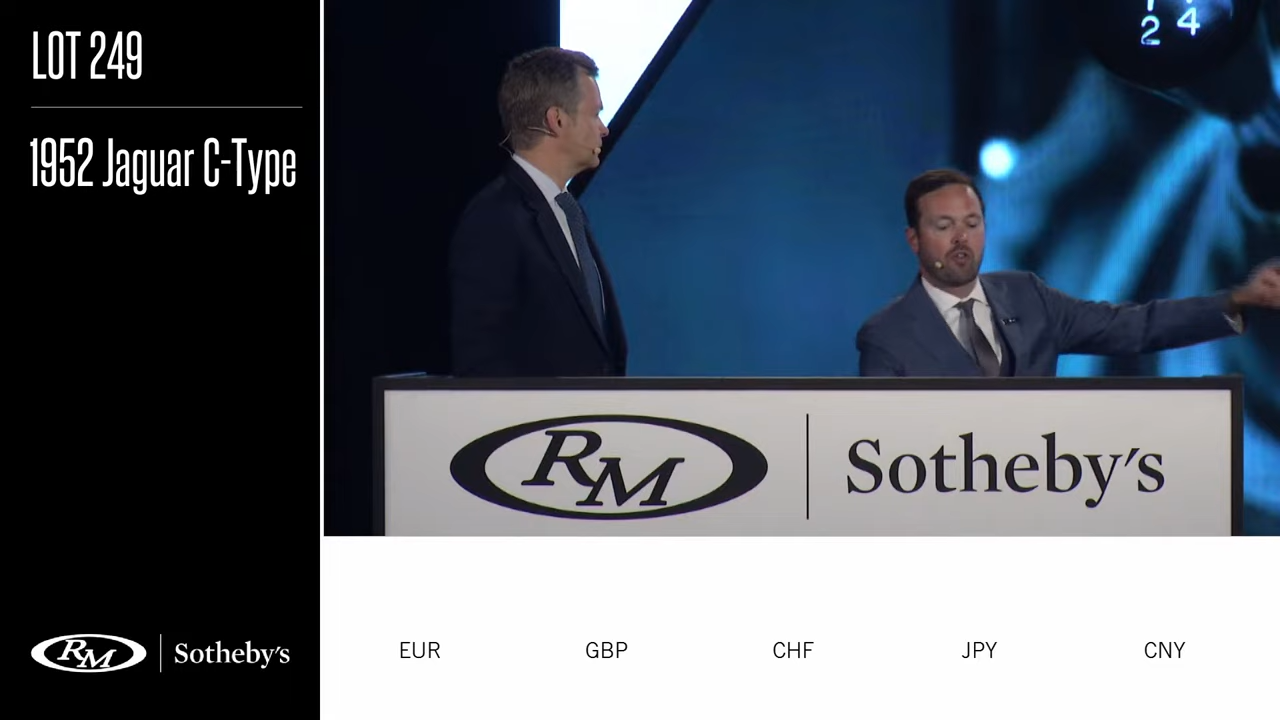 LOT 249
1952 Jaguar C-Type
2 4
RM Sotheby's
RM Sotheby's
EUR GBP CHF JPY CNY